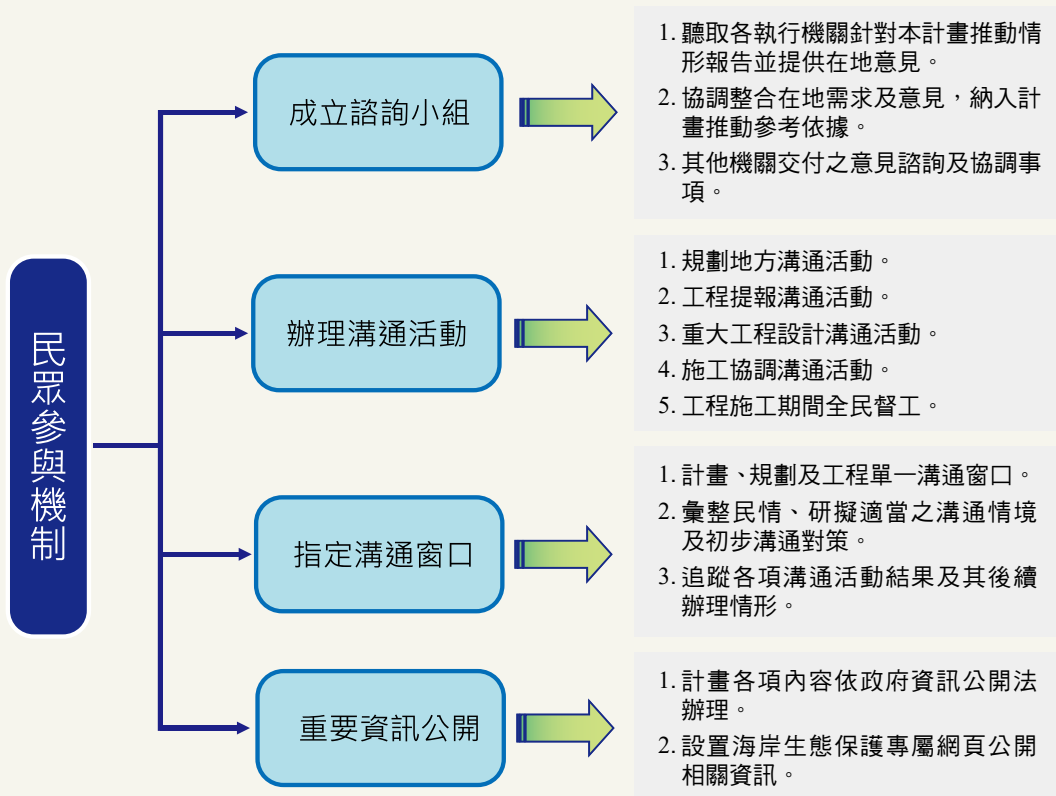 民眾參與機制
成立諮詢小組
1. 聽取各執行機關針對本計畫推動情
形報告並提供在地意見。
2. 協調整合在地需求及意見，納入計
畫推動參考依據。
3. 其他機關交付之意見諮詢及協調事
項。
辦理溝通活動
1. 規劃地方溝通活動。
2. 工程提報溝通活動。
3. 重大工程設計溝通活動。
4. 施工協調溝通活動。
5. 工程施工期間全民督工。
指定溝通窗口
1. 計畫、規劃及工程單一溝通窗口。
2. 彙整民情、研擬適當之溝通情境
及初步溝通對策。
3. 追蹤各項溝通活動結果及其後續
辦理情形。
重要資訊公開
1. 計畫各項內容依政府資訊公開法
辦理。
2. 設置海岸生態保護專屬網頁公開
相關資訊。